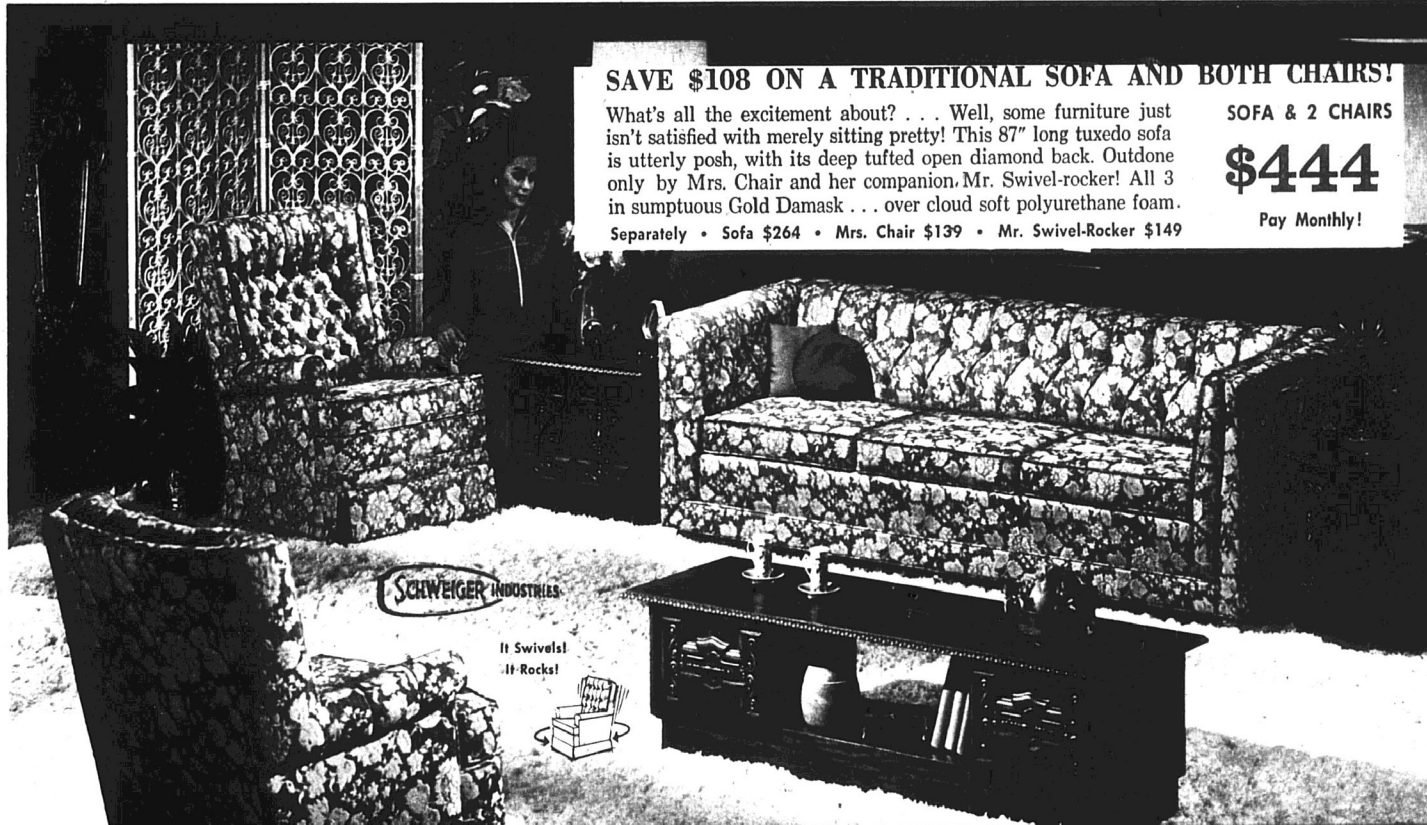 SAVE $108 ON A TRADITIONAL SOFA AND BOTH CHAIRS!
What's all the excitement about? . . . Well, some furniture just
isn't satisfied with merely sitting pretty! This 87" long tuxedo sofa
is utterly posh, with its deep tufted open diamond back. Outdone
only by Mrs. Chair and her companion, Mr. Swivel-rocker! All 3
in sumptuous Gold Damask . . . over cloud soft polyurethane foam.
Separately • Sofa $264 • Mrs. Chair $139 • Mr. Swivel-Rocker $149
SOFA & 2 CHAIRS
$444
Pay Monthly!
SCHWEIGER INDUSTRIES
It Swivels!
It Rocks!